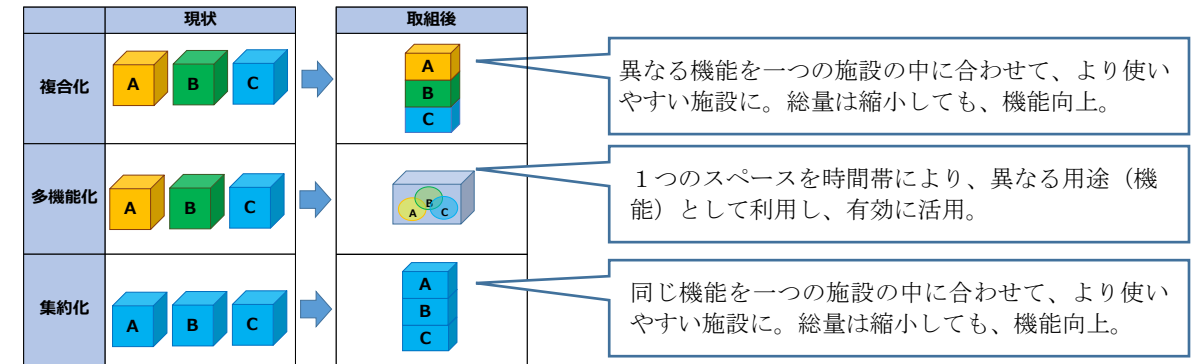 現状
取組後
複合化
A B C
A
B
C
異なる機能を一つの施設の中に合わせて、より使い
やすい施設に。総量は縮小しても、機能向上。
多機能化
A B C
A B C
1つのスペースを時間帯により、異なる用途（機
能）として利用し、有効に活用。
集約化
A B C
A
B
C
同じ機能を一つの施設の中に合わせて、より使い
やすい施設に。総量は縮小しても、機能向上。